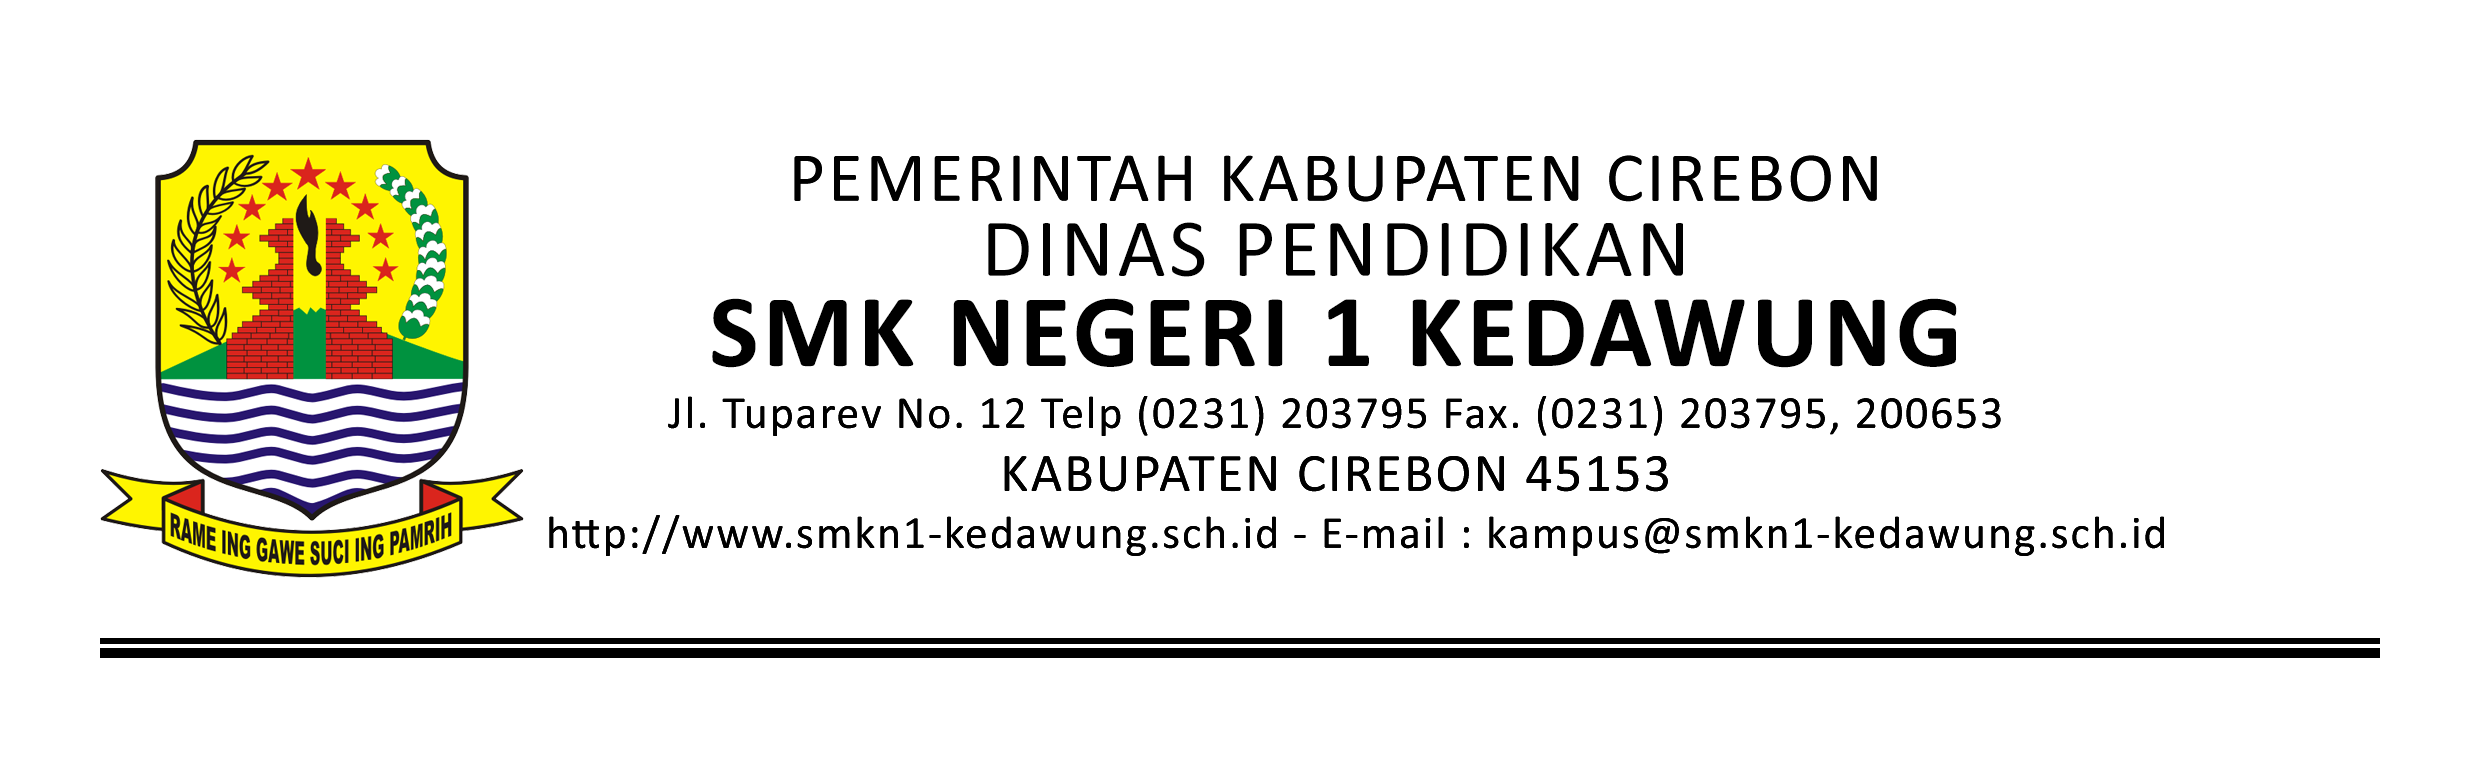 PEMERINTAH KABUPATEN CIREBON
DINAS PENDIDIKAN
SMK NEGERI 1 KEDAWUNG
Jl. Tuparev No. 12 Telp (0231) 203795 Fax. (0231) 203795, 200653
KABUPATEN CIREBON 45153
http://www.smkn1-kedawung.sch.id - E-mail : kampus@smkn1-kedawung.sch.id
RAME ING GAWE SUCI ING PAMRIH